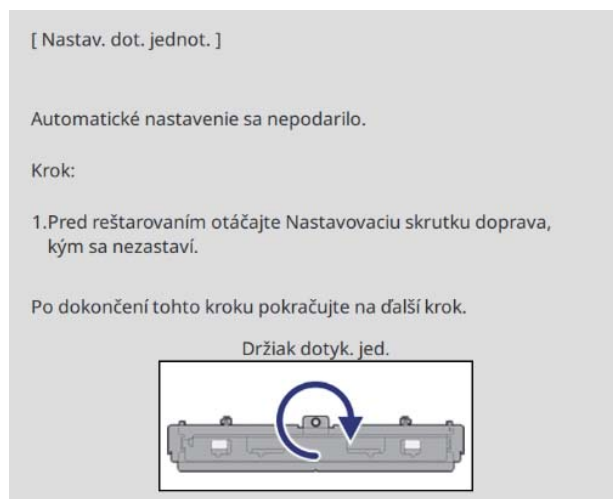 [ Nastav. dot. jednot. ]
Automatické nastavenie sa nepodarilo.
Krok:
1.Pred reštarovaním otáčajte Nastavovaciu skrutku doprava,
kým sa nezastaví.
Po dokončení tohto kroku pokračujte na ďalší krok.
Držiak dotyk. jed.